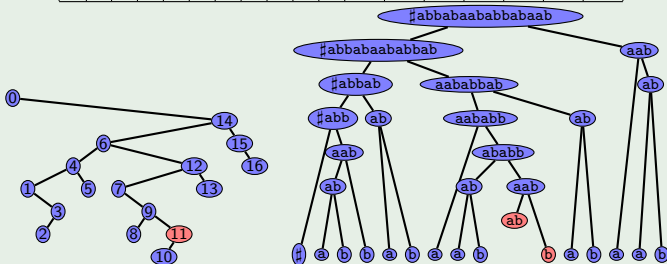 0
14
6 15
4 12 16
1 5 7 13
3 9
2 8 11
10
♯abbabaababbabaab
♯abbabaababbab aab
♯abbab aababbab ab
♯abb ab aababb ab
aab ababb
ab ab aab
ab
♯ a b b a b a a b b a b a a b